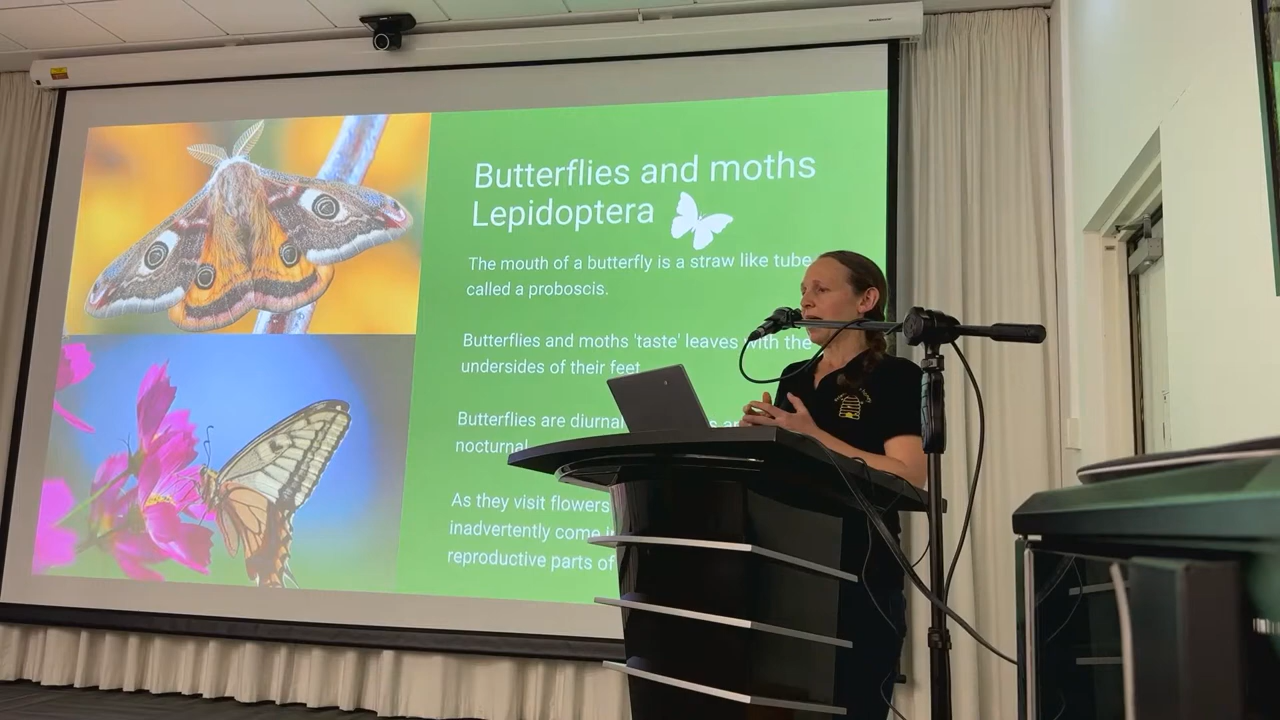 Butterflies and moths
Lepidoptera
The mouth of a butterfly is a straw like tube
called a proboscis.
Butterflies and moths 'taste' leaves with the
undersides of their feet
Butterflies are
nocturnal
As they visit flowers
inadvertently come
reproductive parts of